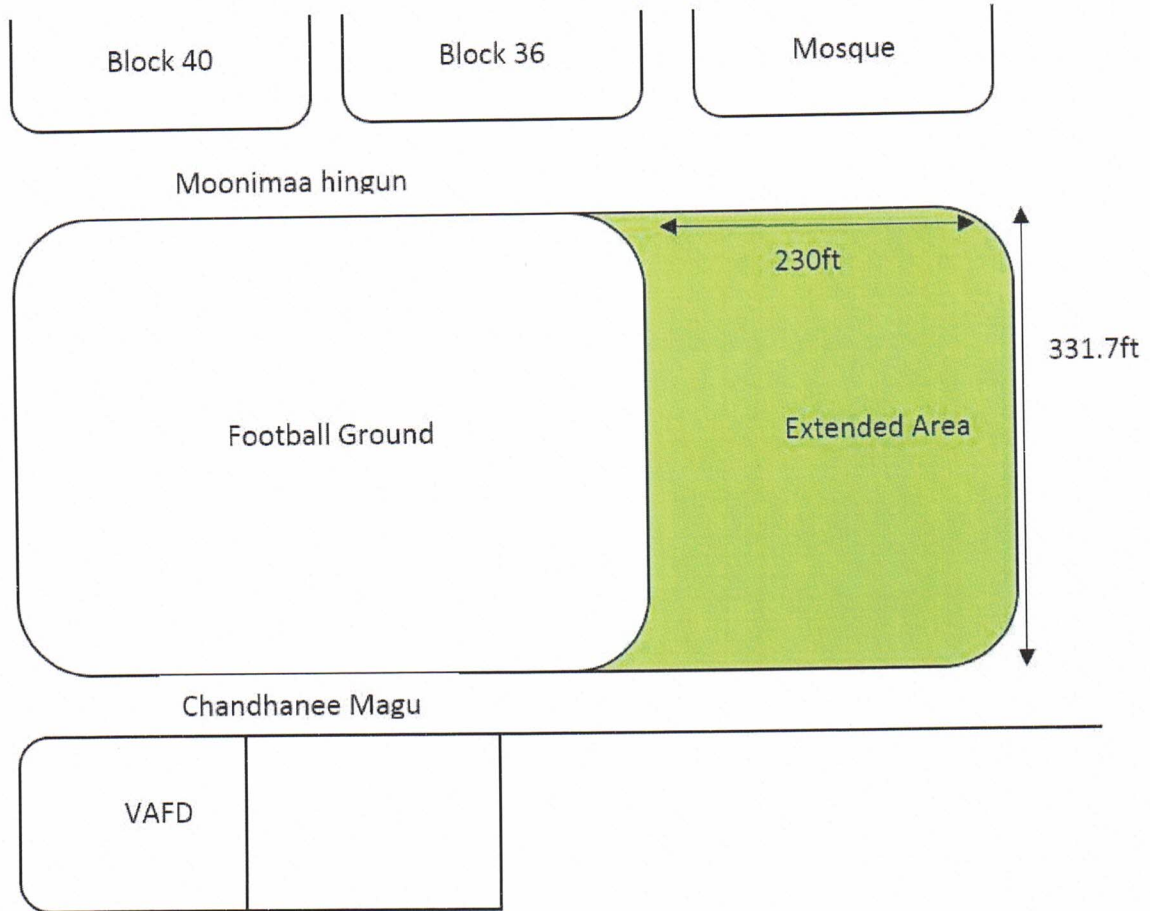 Block 40
Block 36
Mosque
Moonimaa hingun
230ft
331.7ft
Football Ground
Extended Area
Chandhanee Magu
VAFD